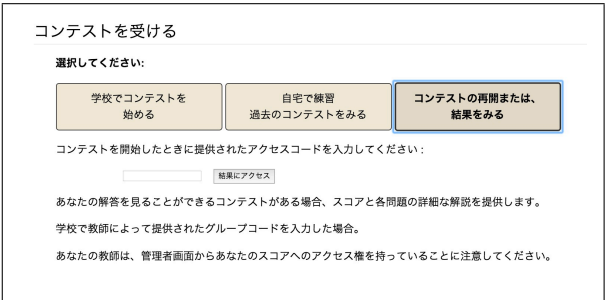 コンテストを受ける
選択してください:
学校でコンテストを
始める
自宅で練習
過去のコンテストをみる
コンテストの再開または、
結果をみる
コンテストを開始したときに提供されたアクセスコードを入力してください :
結果にアクセス
あなたの解答を見ることができるコンテストがある場合、スコアと各問題の詳細な解説を提供します。
学校で教師によって提供されたグループコードを入力した場合。
あなたの教師は、管理者画面からあなたのスコアへのアクセス権を持っていることに注意してください。